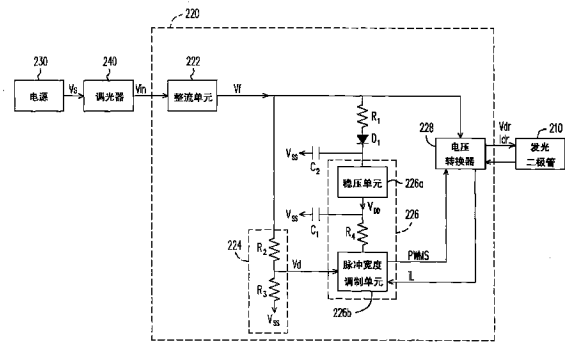 220
230
240
222
电源
Va
调光器
Vin
整流单元
Vf
R1
D1
VSS
C2
稳压单元
226a
VDD
VSS
C1
R4
226
228
电压
转换器
Vdr
Idr
210
发光
二极管
224
R2
R3
Vd
VSS
脉冲宽度
调制单元
226b
PWMS
iL